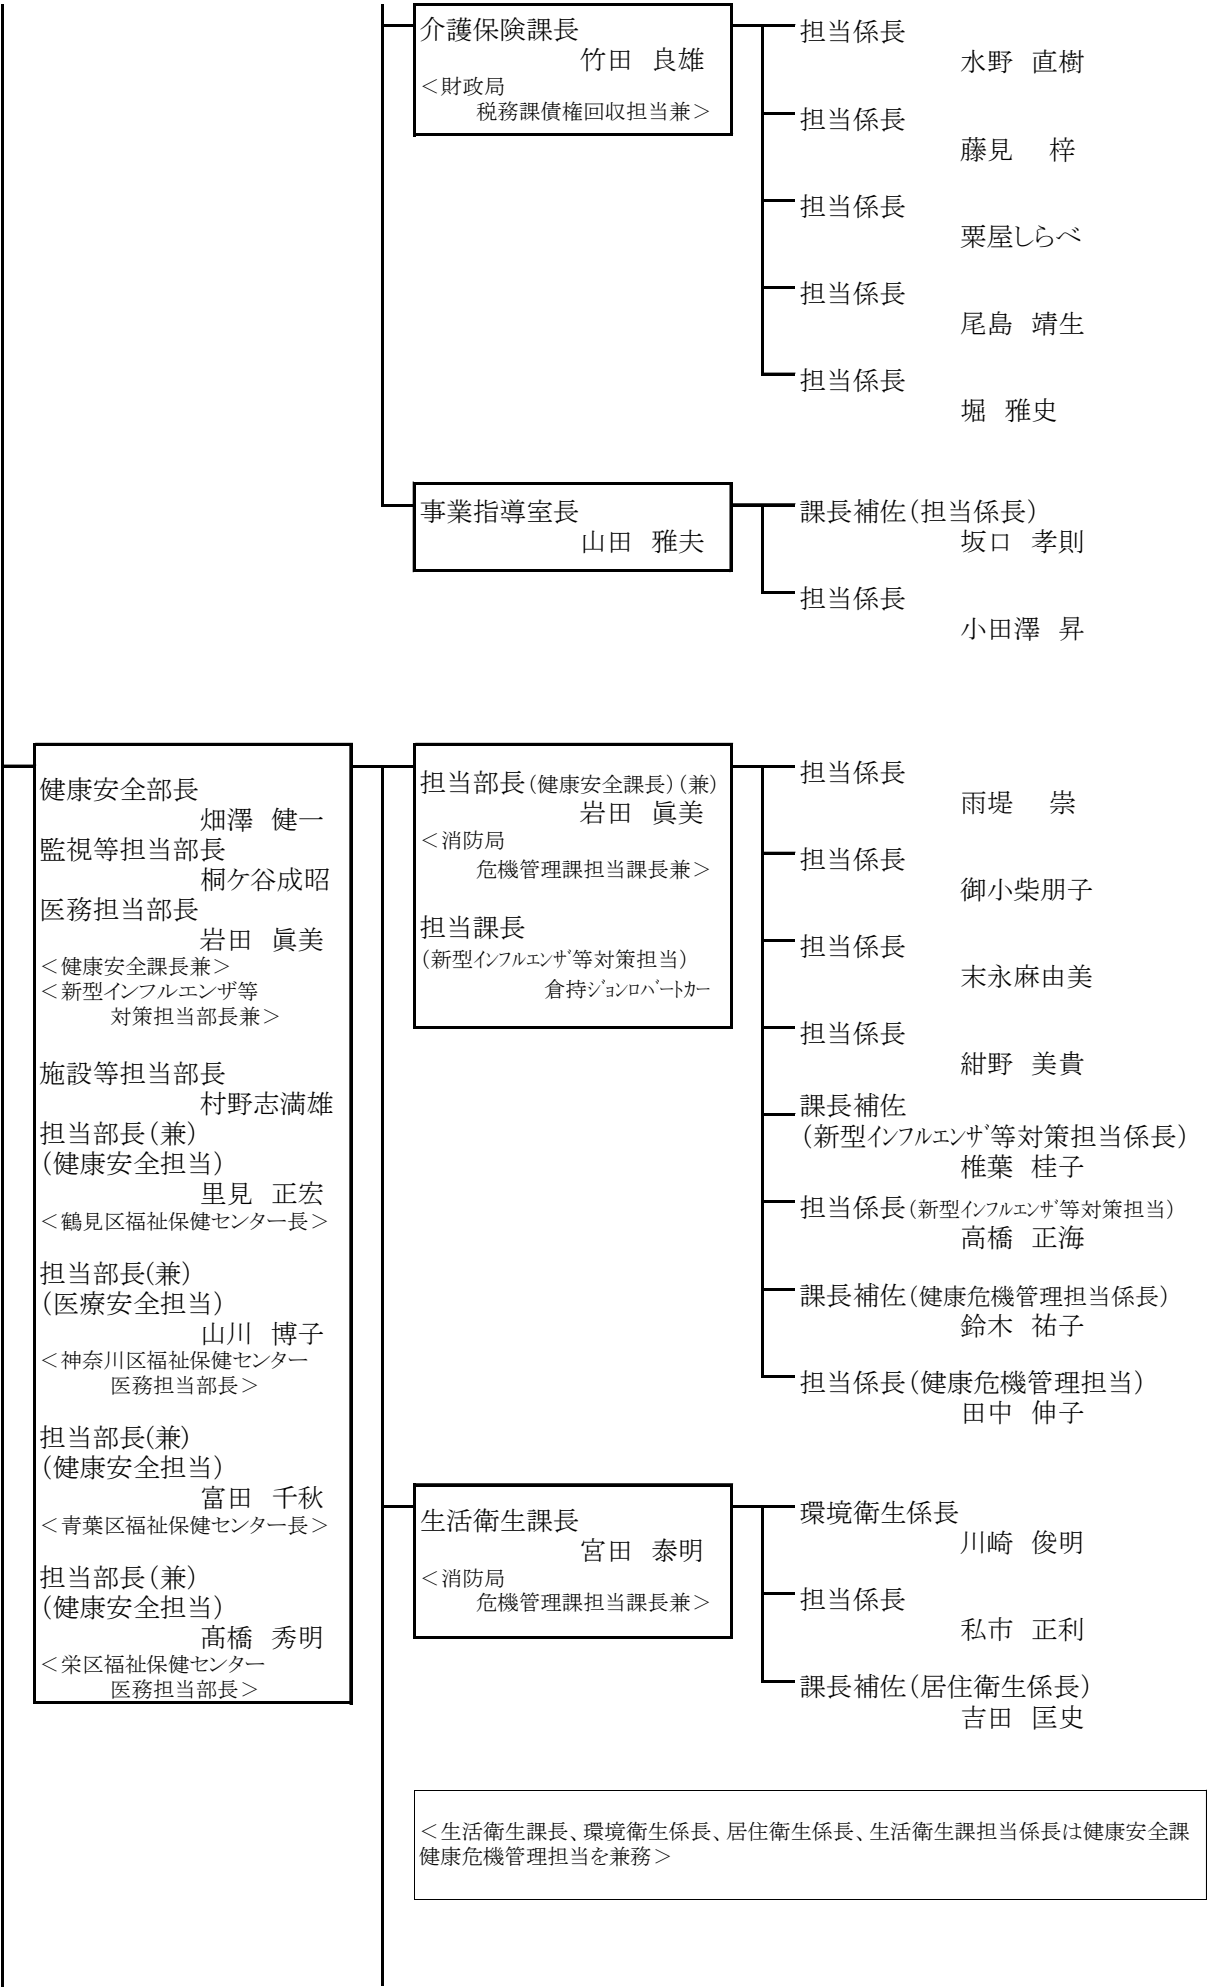 介護保険課長
竹田　良雄
＜財政局
税務課債権回収担当兼＞
担当係長
水野　直樹
担当係長
藤見　梓
担当係長
粟屋しらべ
担当係長
尾島　靖生
担当係長
堀　雅史
事業指導室長
山田　雅夫
課長補佐(担当係長)
坂口　孝則
担当係長
小田澤　昇
健康安全部長
畑澤　健一
監視等担当部長
桐ケ谷成昭
医務担当部長
岩田　眞美
＜健康安全課長兼＞
＜新型インフルエンザ等
対策担当部長兼＞
施設等担当部長
村野志満雄
担当部長(兼)
(健康安全担当)
里見　正宏
＜鶴見区福祉保健センター長＞
担当部長(兼)
(医療安全担当)
山川　博子
＜神奈川区福祉保健センター
医務担当部長＞
担当部長(兼)
(健康安全担当)
富田　千秋
＜青葉区福祉保健センター長＞
担当部長(兼)
(健康安全担当)
髙橋　秀明
＜栄区福祉保健センター
医務担当部長＞
担当部長(健康安全課長)(兼)
岩田　眞美
＜消防局
危機管理課担当課長兼＞
担当課長
(新型ｲﾝﾌﾙｴﾝｻﾞ等対策担当)
倉持ｼﾞｮﾝﾛﾊﾞｰﾄｶｰ
担当係長
雨堤　崇
担当係長
御小柴朋子
担当係長
末永麻由美
担当係長
紺野　美貴
課長補佐
(新型ｲﾝﾌﾙｴﾝｻﾞ等対策担当係長)
椎葉　桂子
担当係長(新型ｲﾝﾌﾙｴﾝｻﾞ等対策担当)
高橋　正海
課長補佐(健康危機管理担当係長)
鈴木　祐子
担当係長(健康危機管理担当)
田中　伸子
生活衛生課長
宮田　泰明
＜消防局
危機管理課担当課長兼＞
環境衛生係長
川崎　俊明
担当係長
私市　正利
課長補佐(居住衛生係長)
吉田　匡史
＜生活衛生課長、環境衛生係長、居住衛生係長、生活衛生課担当係長は健康安全課
健康危機管理担当を兼務＞